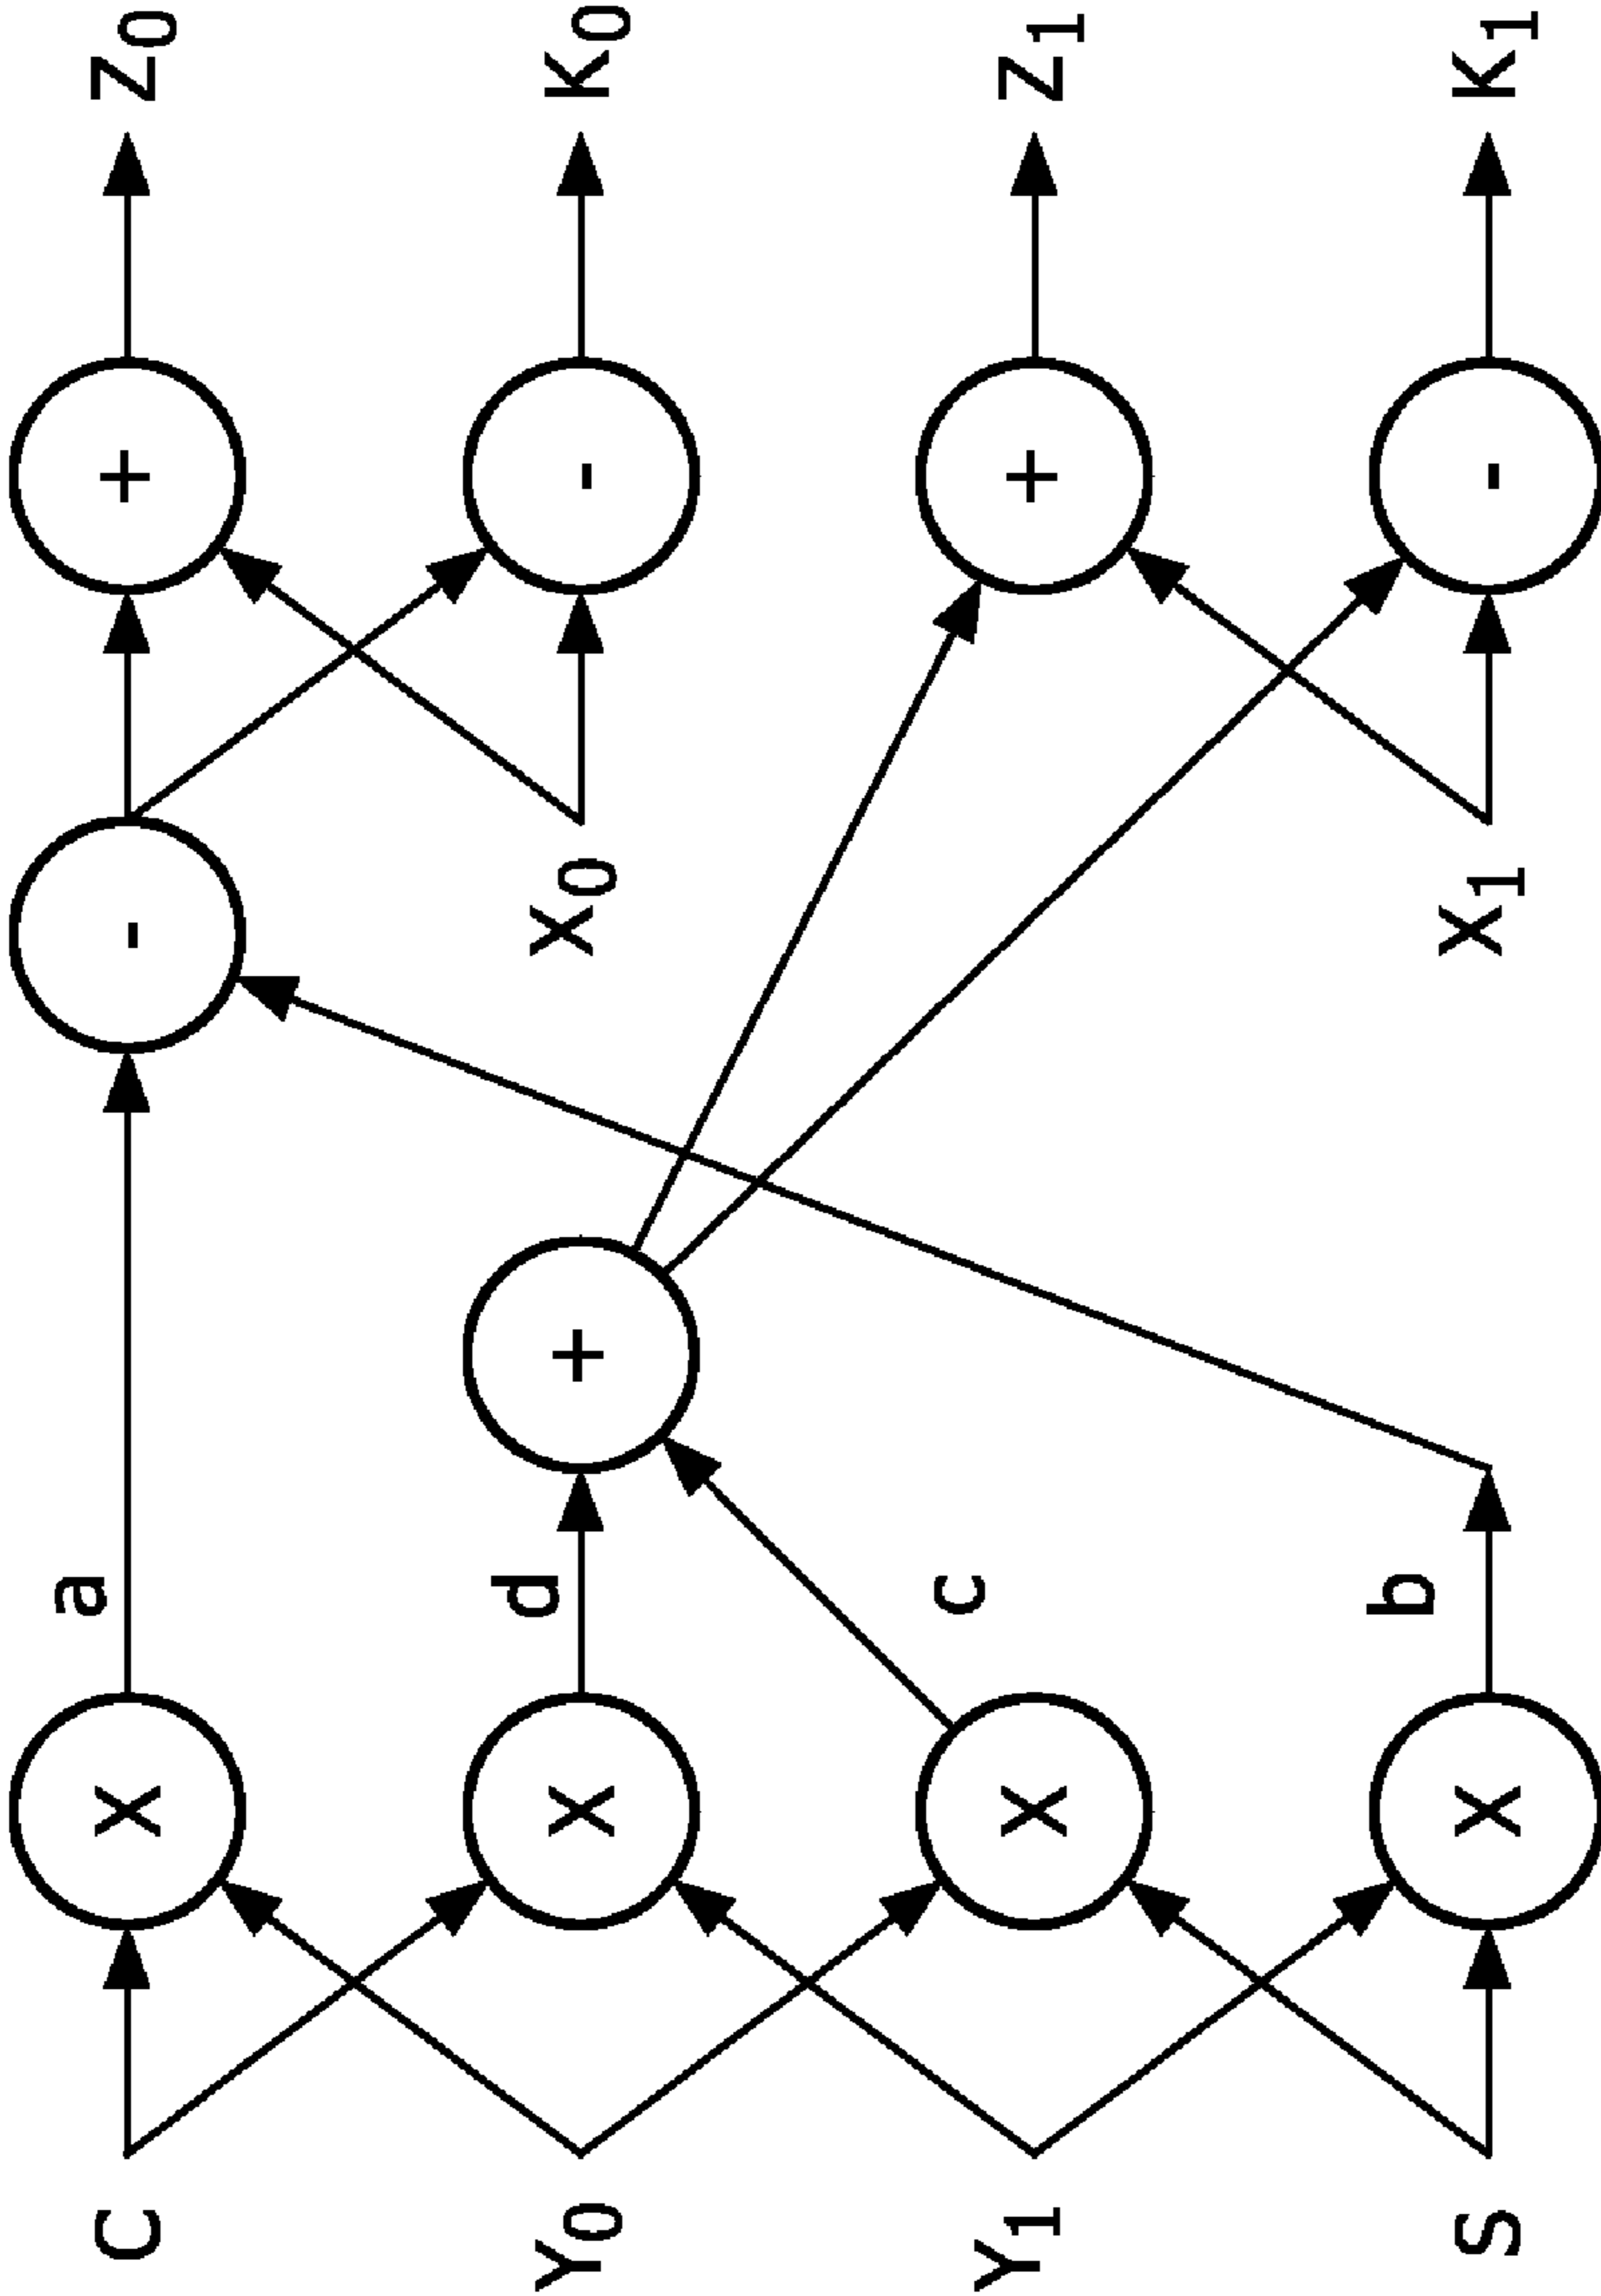 C X a - + Z0
Y0 X d + X0 - K0
Y1 X c + Z1
S X b X1 - K1